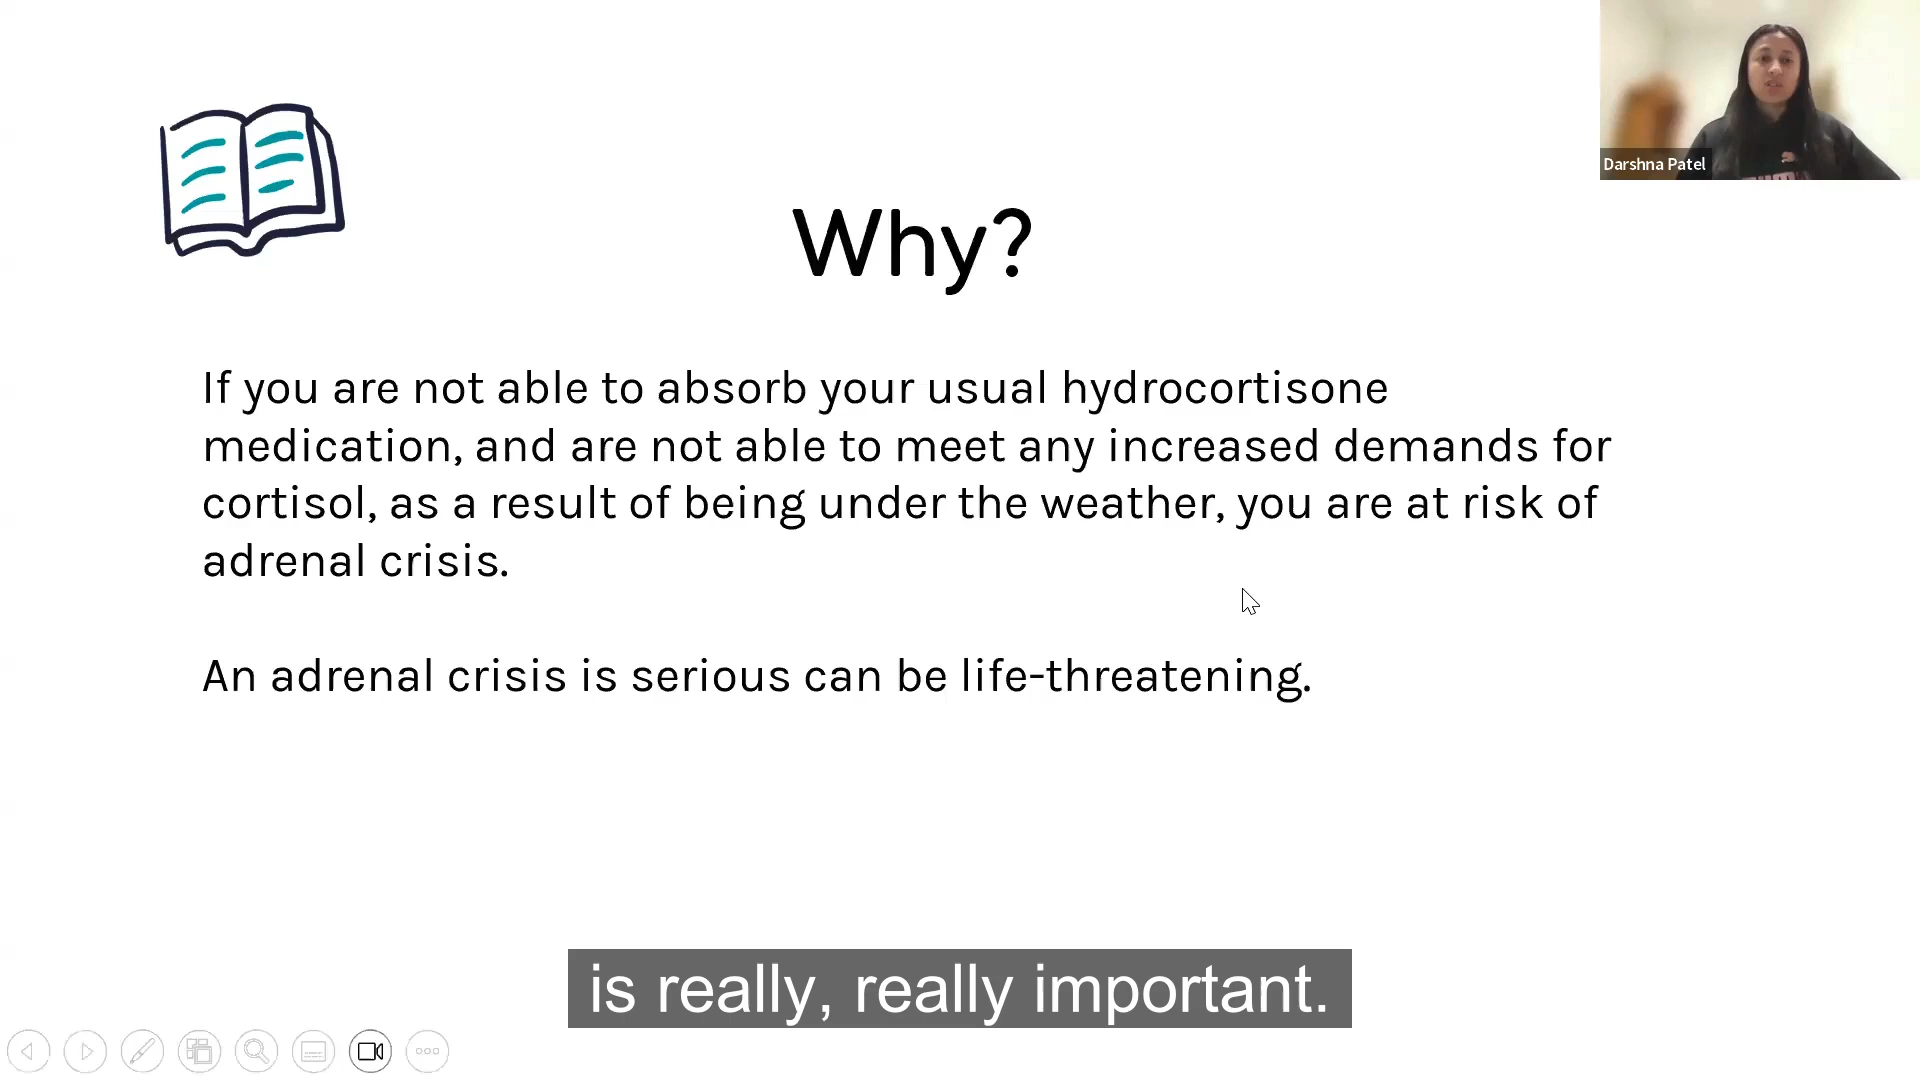 Darshna Patel
Why?
If you are not able to absorb your usual hydrocortisone
medication, and are not able to meet any increased demands for
cortisol, as a result of being under the weather, you are at risk of
adrenal crisis.
An adrenal crisis is serious can be life-threatening.
is really, really important.